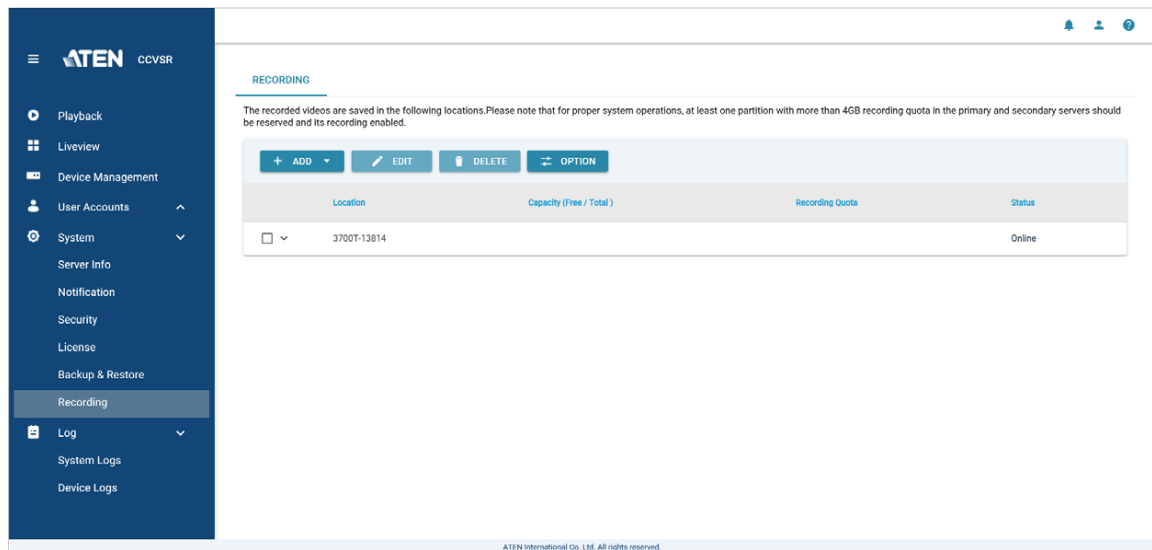 ATEN CCVSR
Playback
Liveview
Device Management
User Accounts
System
Server Info
Notification
Security
License
Backup & Restore
Recording
Log
System Logs
Device Logs
RECORDING
The recorded videos are saved in the following locations.Please note that for proper system operations, at least one partition with more than 4GB recording quota in the primary and secondary servers should
be reserved and its recording enabled.
+ ADD EDIT DELETE OPTION
Location Capacity (Free / Total ) Recording Quota Status
3700T-13814 Online
ATEN International Co. Ltd. All rights reserved.